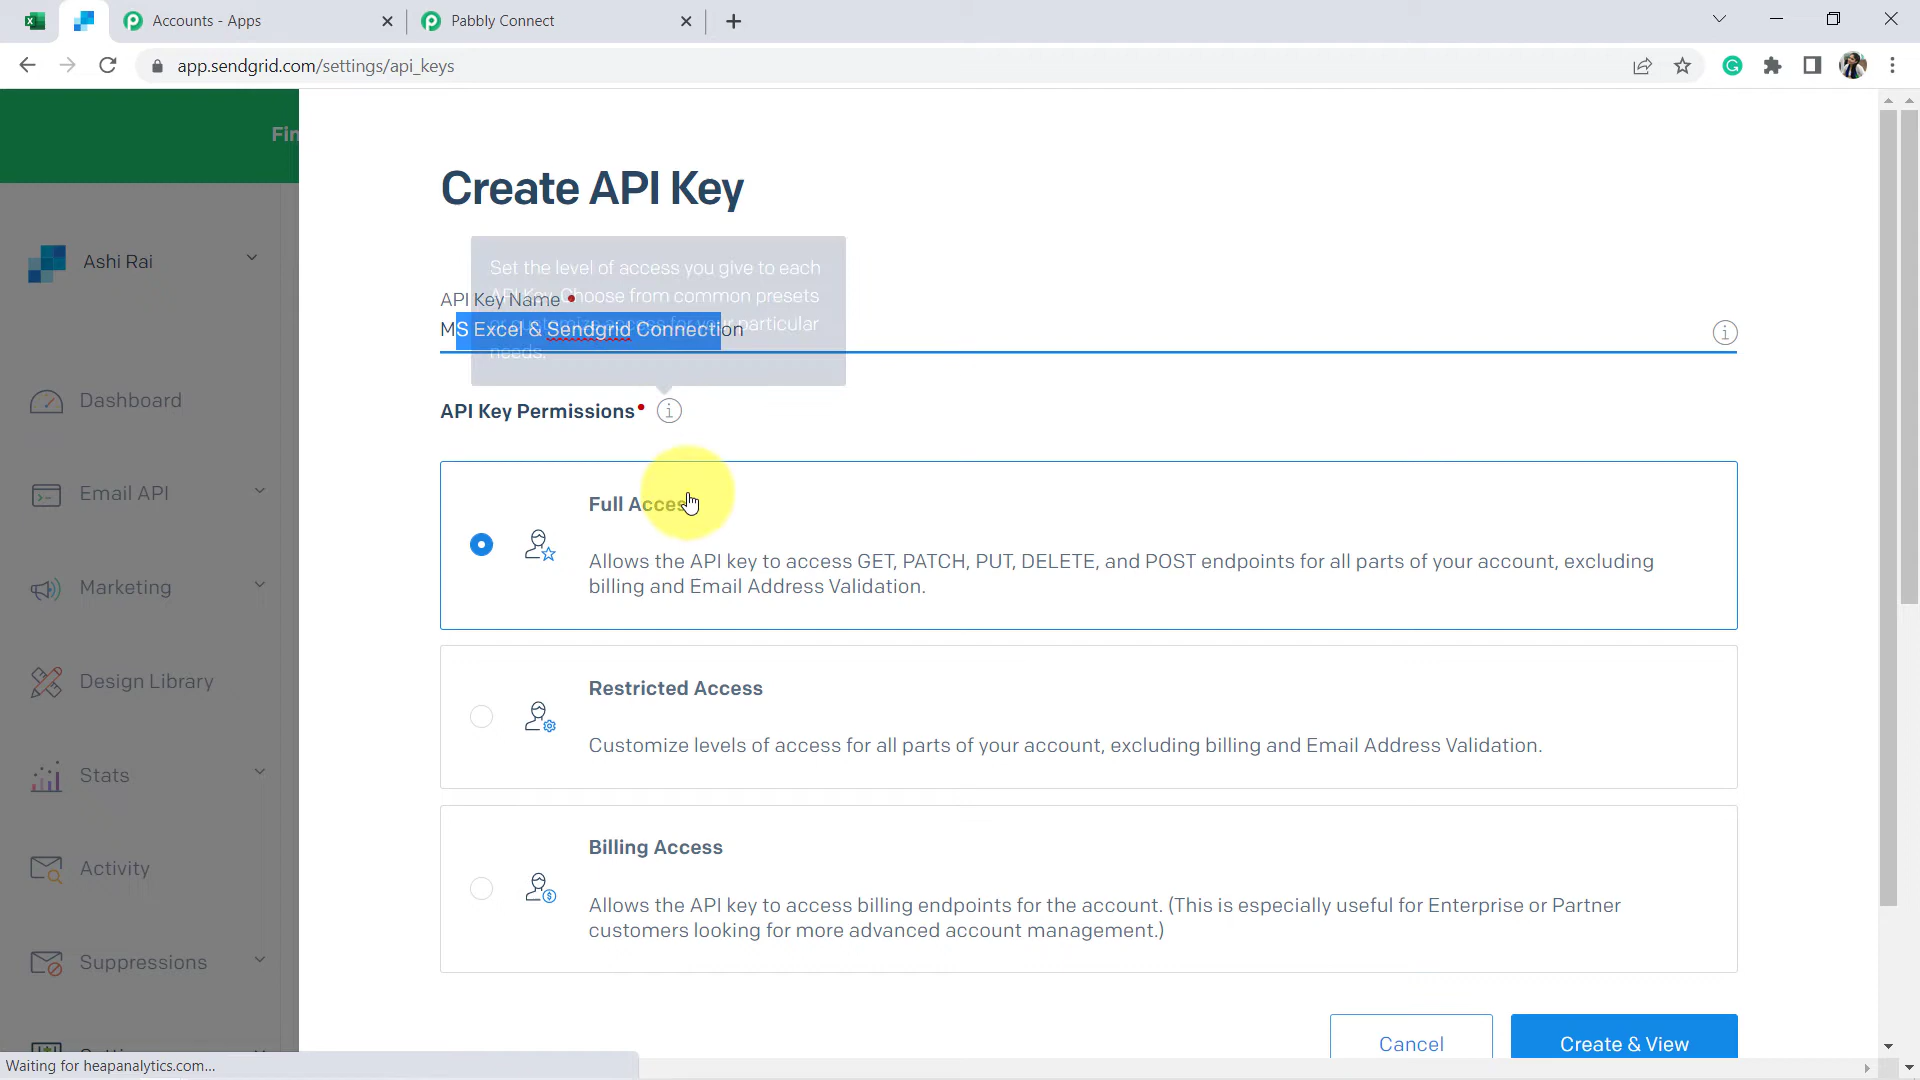 Accounts - Apps
Pabbly Connect
app.sendgrid.com/settings/api_keys
Fin
Create API Key
Ashi Rai
Set the level of access you give to each
API Key. Choose from common presets
or customize access for your particular
needs.
API Key Name
MS Excel & Sendgrid Connection
API Key Permissions
Dashboard
Email API
Marketing
Design Library
Stats
Activity
Suppressions
Full Access
Allows the API key to access GET, PATCH, PUT, DELETE, and POST endpoints for all parts of your account, excluding
billing and Email Address Validation.
Restricted Access
Customize levels of access for all parts of your account, excluding billing and Email Address Validation.
Billing Access
Allows the API key to access billing endpoints for the account. (This is especially useful for Enterprise or Partner
customers looking for more advanced account management.)
Cancel
Create & View
Waiting for heapanalytics.com...